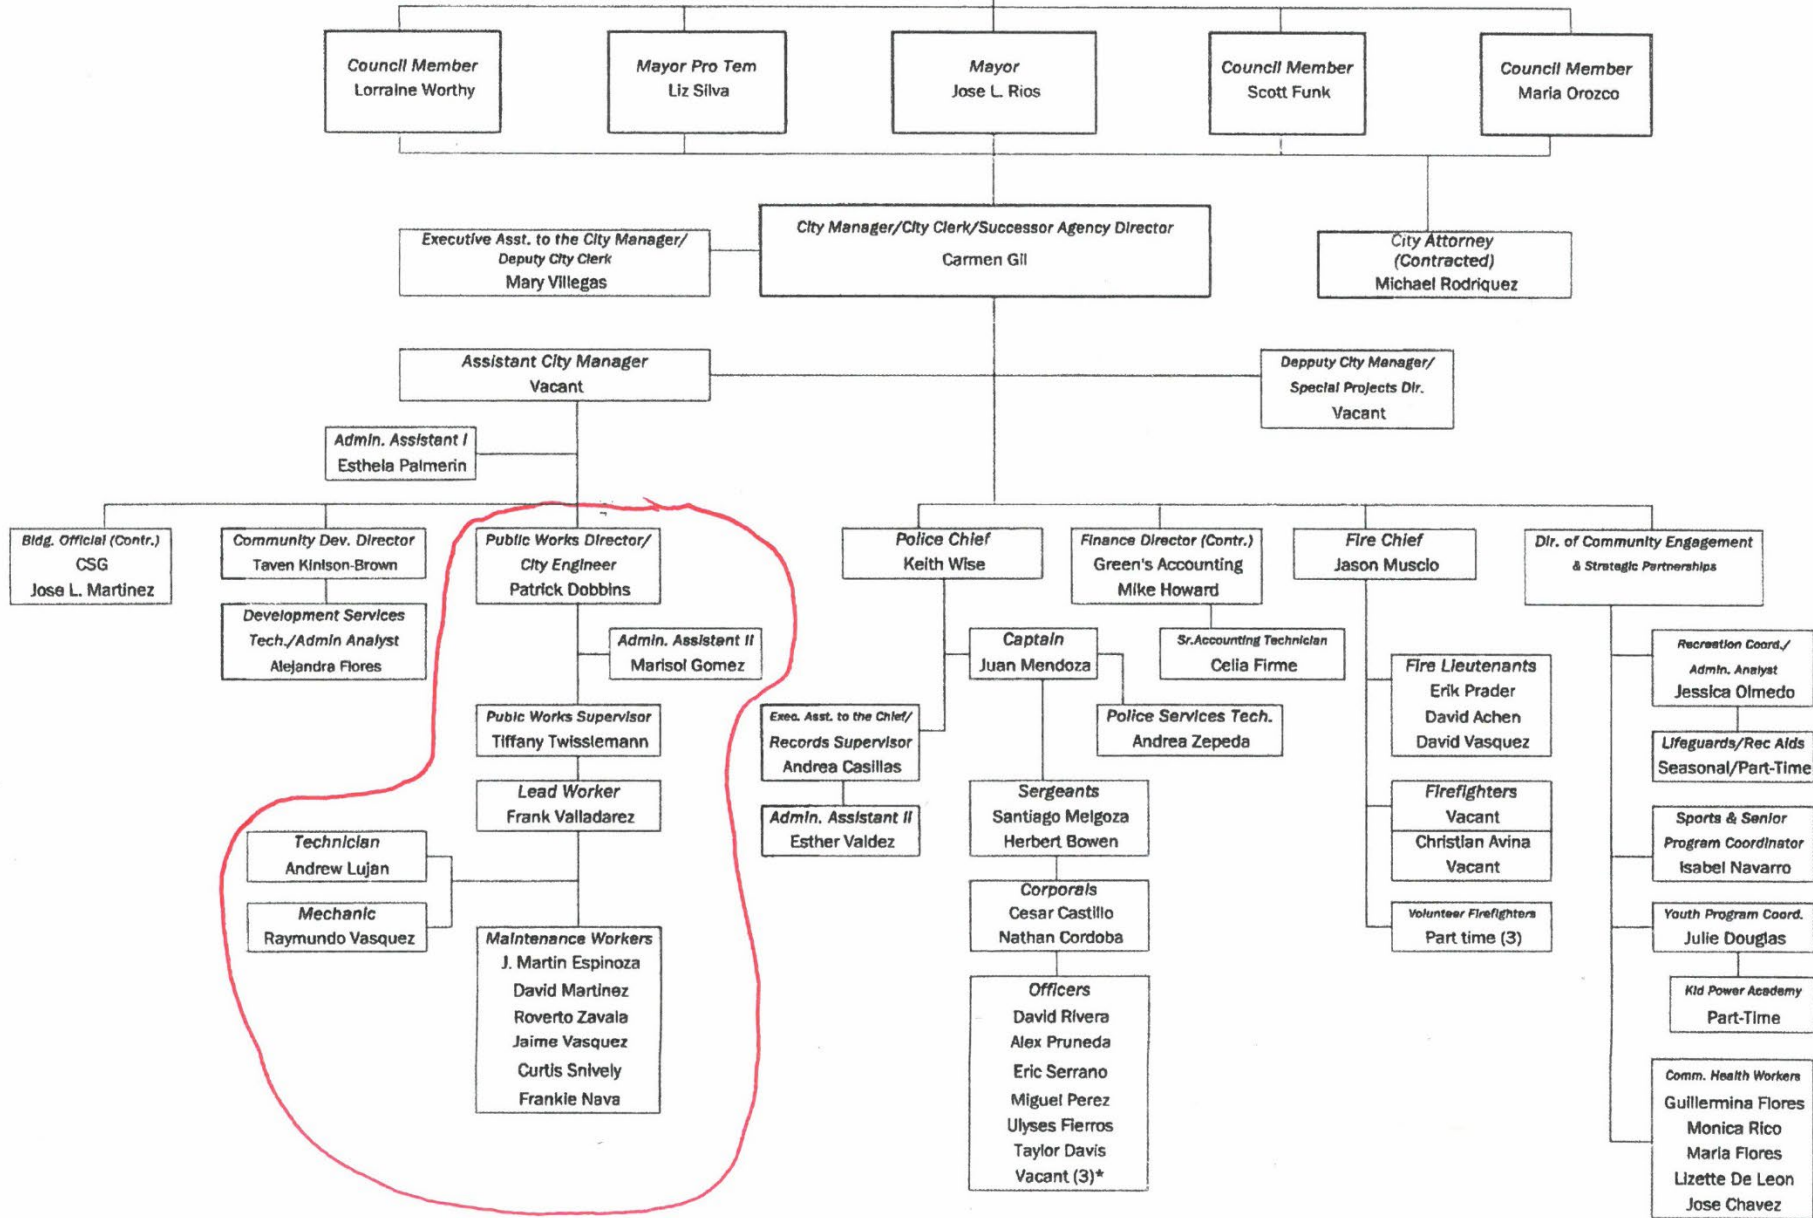 Council Member
Lorraine Worthy
Mayor Pro Tem
Liz Silva
Mayor
Jose L. Rios
Council Member
Scott Funk
Council Member
Maria Orozco
Executive Asst. to the City Manager/
Deputy City Clerk
Mary Villegas
City Manager/City Clerk/Successor Agency Director
Carmen Gil
City Attorney
(Contracted)
Michael Rodriquez
Assistant City Manager
Vacant
Depputy City Manager/
Special Projects Dir.
Vacant
Admin. Assistant I
Esthela Palmerin
Bldg. Official (Contr.)
CSG
Jose L. Martinez
Community Dev. Director
Taven Kinison-Brown
Development Services
Tech./Admin Analyst
Alejandra Flores
Public Works Director/
City Engineer
Patrick Dobbins
Admin. Assistant II
Marisol Gomez
Pubic Works Supervisor
Tiffany Twisslemann
Lead Worker
Frank Valladarez
Technician
Andrew Lujan
Mechanic
Raymundo Vasquez
Maintenance Workers
J. Martin Espinoza
David Martinez
Roverto Zavala
Jaime Vasquez
Curtis Snively
Frankie Nava
Police Chief
Keith Wise
Captain
Juan Mendoza
Exec. Asst. to the Chief/
Records Supervisor
Andrea Casillas
Admin. Assistant II
Esther Valdez
Police Services Tech.
Andrea Zepeda
Sergeants
Santiago Melgoza
Herbert Bowen
Corporals
Cesar Castillo
Nathan Cordoba
Officers
David Rivera
Alex Pruneda
Eric Serrano
Miguel Perez
Ulyses Fierros
Taylor Davis
Vacant (3)*
Finance Director (Contr.)
Green's Accounting
Mike Howard
Sr.Accounting Technician
Celia Firme
Fire Chief
Jason Muscio
Fire Lieutenants
Erik Prader
David Achen
David Vasquez
Firefighters
Vacant
Christian Avina
Vacant
Volunteer Firefighters
Part time (3)
Dir. of Community Engagement
& Strategic Partnerships
Recreation Coord./
Admin. Analyst
Jessica Olmedo
Lifeguards/Rec Aids
Seasonal/Part-Time
Sports & Senior
Program Coordinator
Isabel Navarro
Youth Program Coord.
Julie Douglas
Kid Power Academy
Part-Time
Comm. Health Workers
Guillermina Flores
Monica Rico
Maria Flores
Lizette De Leon
Jose Chavez